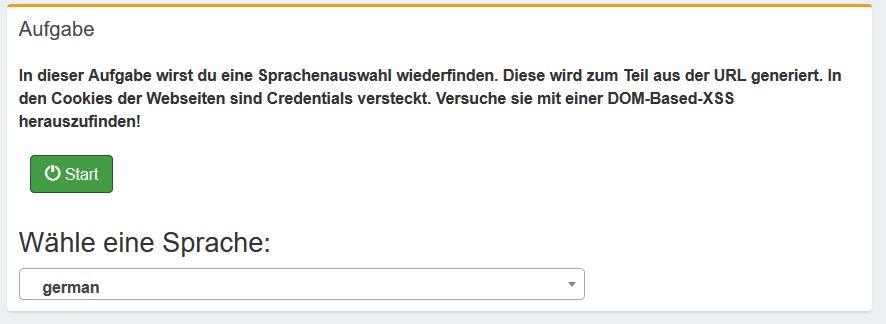 Aufgabe
In dieser Aufgabe wirst du eine Sprachenauswahl wiederfinden. Diese wird zum Teil aus der URL generiert. In
den Cookies der Webseiten sind Credentials versteckt. Versuche sie mit einer DOM-Based-XSS
herauszufinden!
Start
Wähle eine Sprache:
german